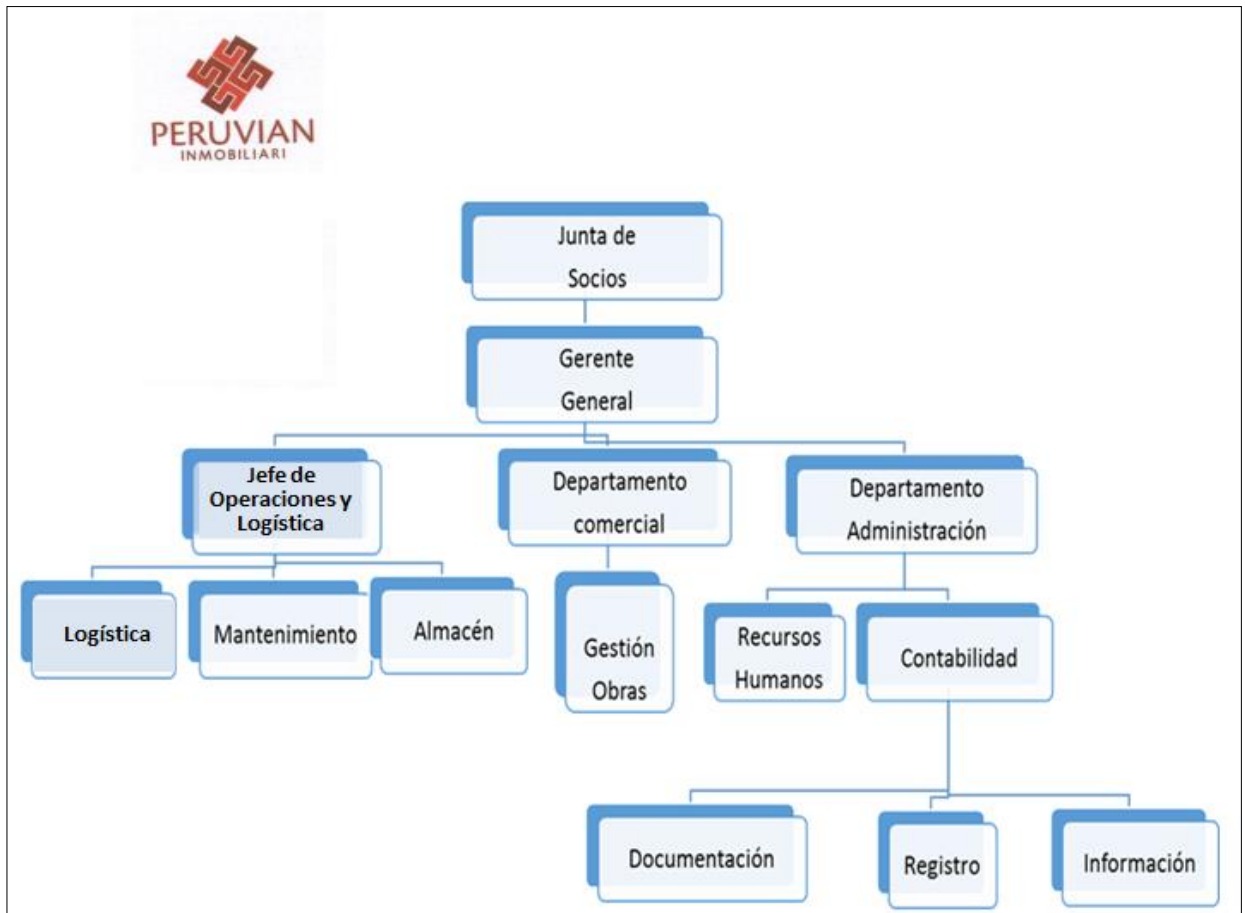 PERUVIAN
INMOBILIARI
Junta de
Socios
Gerente
General
Jefe de
Operaciones y
Logística
Departamento
comercial
Departamento
Administración
Logística
Mantenimiento
Almacén
Gestión
Obras
Recursos
Humanos
Contabilidad
Documentación
Registro
Información